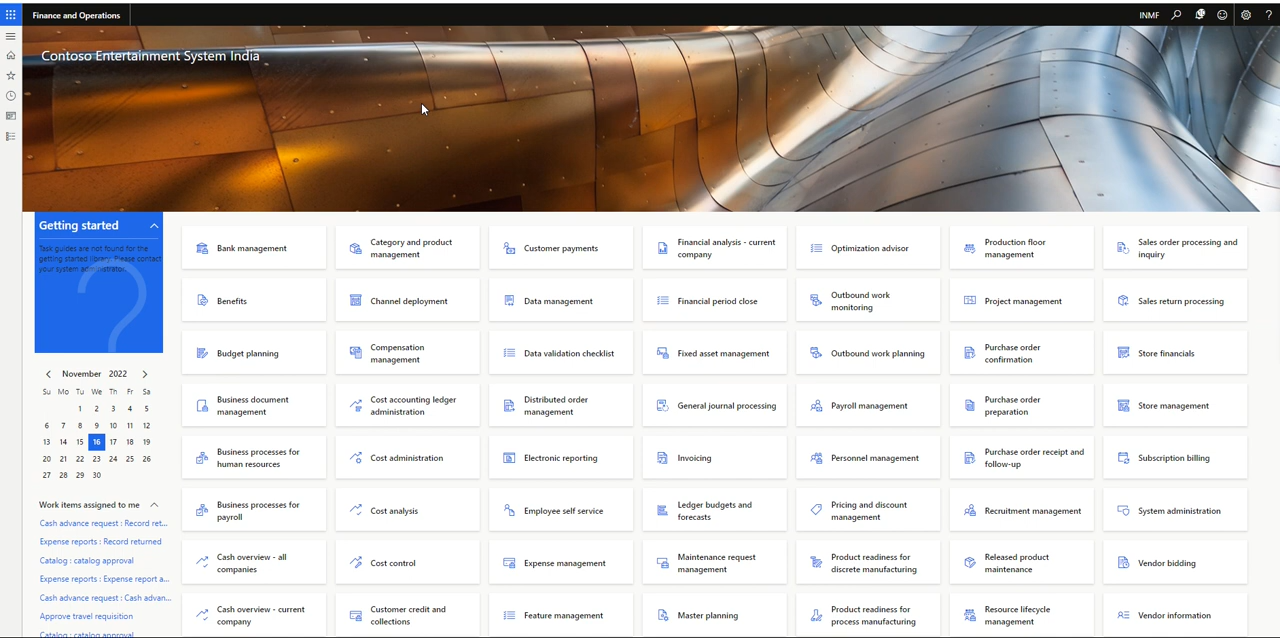 Finance and Operations
INMF
Contoso Entertainment System India
Getting started
Task guides are not found for the
getting started library. Please contact
your system administrator.
November 2022
Su Mo Tu We Th Fr Sa
1 2 3 4 5
6 7 8 9 10 11 12
13 14 15 16 17 18 19
20 21 22 23 24 25 26
27 28 29 30
Work items assigned to me
Cash advance request : Record ret...
Expense reports : Record returned
Catalog : catalog approval
Expense reports : Expense report a...
Cash advance request : Cash advan...
Approve travel requisition
Catalog : catalog approval
Bank management
Category and product
management
Customer payments
Financial analysis - current
company
Optimization advisor
Production floor
management
Sales order processing and
inquiry
Benefits
Channel deployment
Data management
Financial period close
Outbound work
monitoring
Project management
Sales return processing
Budget planning
Compensation
management
Data validation checklist
Fixed asset management
Outbound work planning
Purchase order
confirmation
Store financials
Business document
management
Cost accounting ledger
administration
Distributed order
management
General journal processing
Payroll management
Purchase order
preparation
Store management
Business processes for
human resources
Cost administration
Electronic reporting
Invoicing
Personnel management
Purchase order receipt and
follow-up
Subscription billing
Business processes for
payroll
Cost analysis
Employee self service
Ledger budgets and
forecasts
Pricing and discount
management
Recruitment management
System administration
Cash overview - all
companies
Cost control
Expense management
Maintenance request
management
Product readiness for
discrete manufacturing
Released product
maintenance
Vendor bidding
Cash overview - current
company
Customer credit and
collections
Feature management
Master planning
Product readiness for
process manufacturing
Resource lifecycle
management
Vendor information